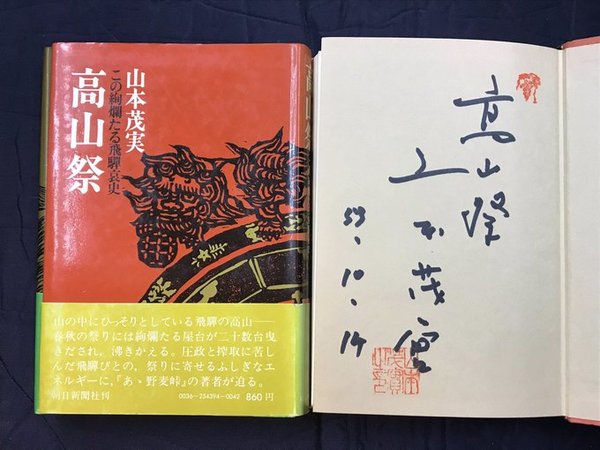 山本茂実
この絢爛たる飛騨哀史
高山祭
山の中にひっそりとしている飛騨の高山――
春秋の祭りには絢爛たる屋台が二十数台曳
きだされ、沸きかえる。圧政と搾取に苦し
んだ飛騨びとの、祭りに寄せるふしぎなエ
ネルギーに、『あゝ野麦峠』の著者が迫る。
朝日新聞社刊
0036-254394-0042
860円
高山祭
山本茂実
53、10、14